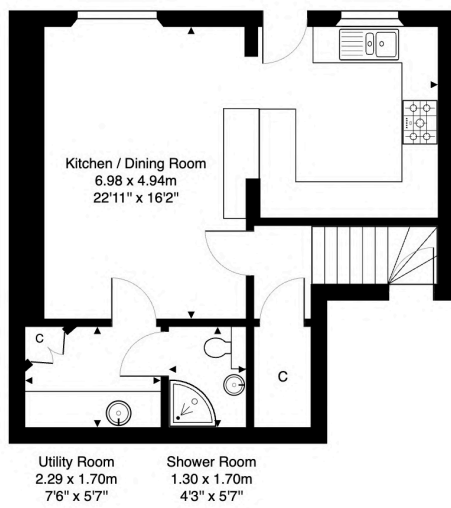 Kitchen / Dining Room
6.98 x 4.94m
22'11" x 16'2"
C
C
Utility Room
2.29 x 1.70m
7'6" x 5'7"
Shower Room
1.30 x 1.70m
4'3" x 5'7"